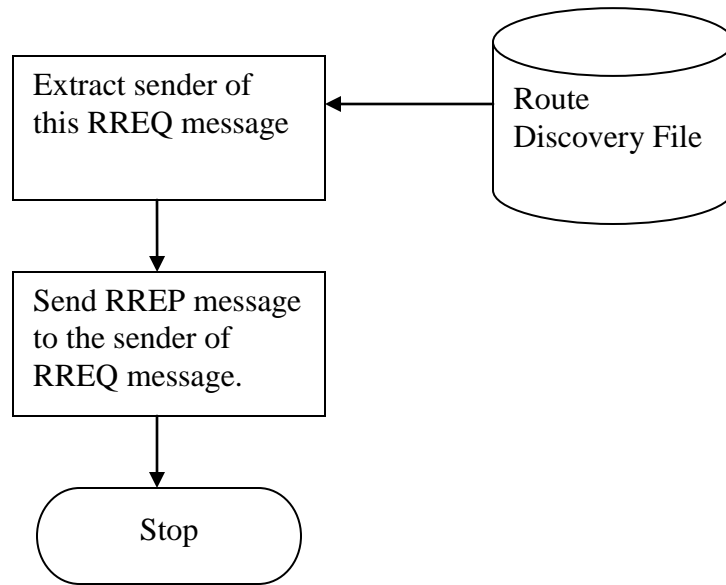 Extract sender of
this RREQ message
Route
Discovery File
Send RREP message
to the sender of
RREQ message.
Stop